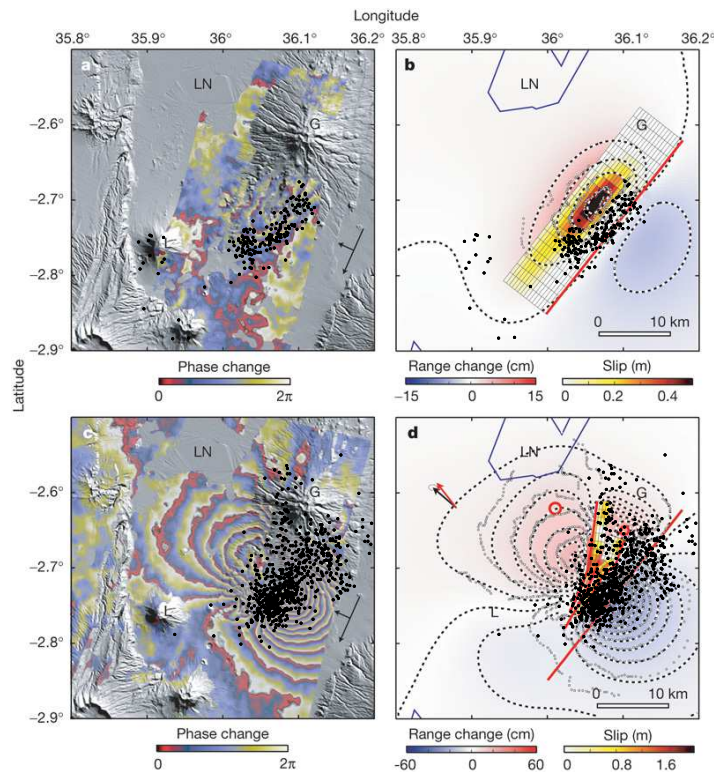 Longitude
35.8° 35.9° 36° 36.1° 36.2° 35.8° 35.9° 36° 36.1° 36.2°
a
LN
G
L
−2.6°
−2.7°
−2.8°
−2.9°
b
LN
G
0 10 km
Phase change
0 2π
Range change (cm)
−15 0 15
Slip (m)
0 0.4
Latitude
c
LN
G
L
−2.6°
−2.7°
−2.8°
−2.9°
d
LN
G
L
0 10 km
Phase change
0 2π
Range change (cm)
−60 0 60
Slip (m)
0 0.8 1.6